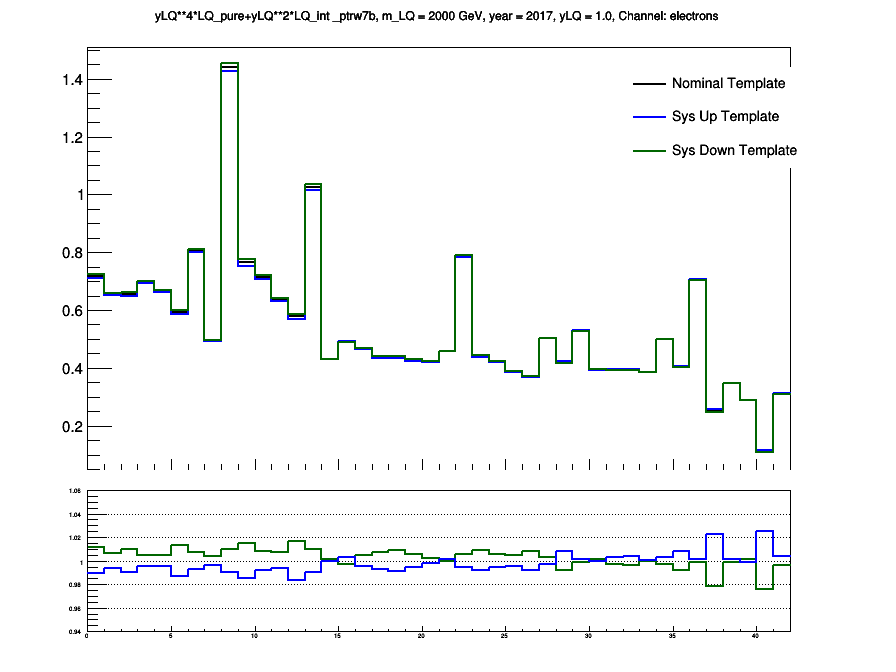 yLQ**4*LQ_pure+yLQ**2*LQ_int _ptrw7b, m_LQ = 2000 GeV, year = 2017, yLQ = 1.0, Channel: electrons
1.4
Nominal Template
Sys Up Template
1.2
Sys Down Template
1
0.8
0.6
0.4
0.2
1.06
1.04
1.02
1
0.98
0.96
0.94
0 5 10 15 20 25 30 35 40